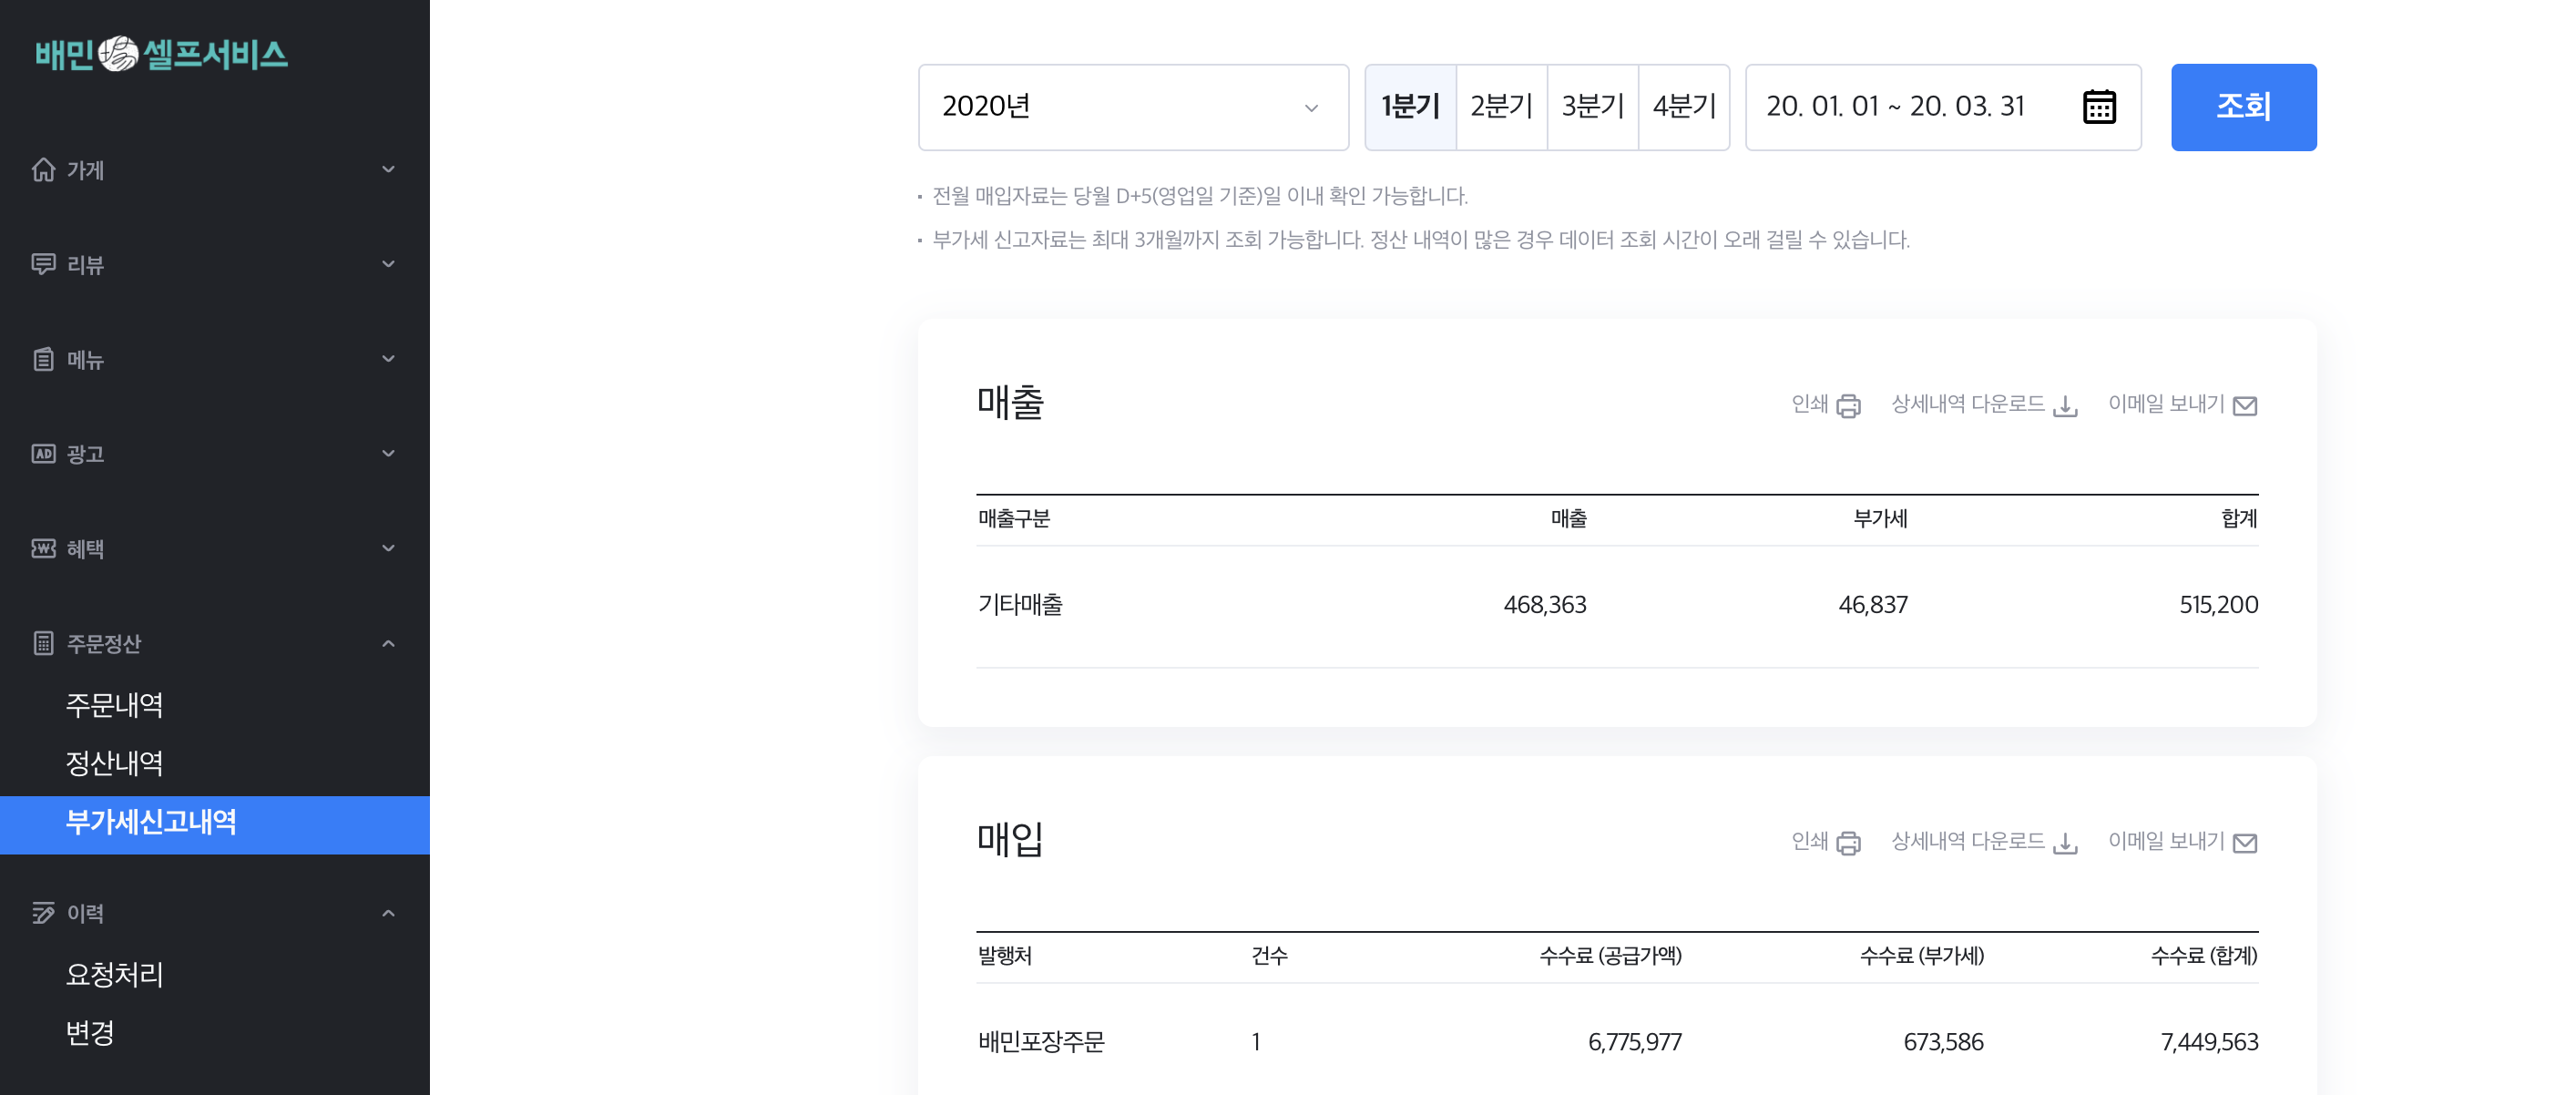 배민 셀프서비스
가게
리뷰
메뉴
AD 광고
혜택
주문정산
주문내역
정산내역
부가세신고내역
이력
요청처리
변경
2020년
1분기 2분기 3분기 4분기
20. 01. 01 ~ 20. 03. 31
조회
· 전월 매입자료는 당월 D+5(영업일 기준)일 이내 확인 가능합니다.
· 부가세 신고자료는 최대 3개월까지 조회 가능합니다. 정산 내역이 많은 경우 데이터 조회 시간이 오래 걸릴 수 있습니다.
매출
인쇄 상세내역 다운로드 이메일 보내기
매출구분 매출 부가세 합계
기타매출 468,363 46,837 515,200
매입
인쇄 상세내역 다운로드 이메일 보내기
발행처 건수 수수료 (공급가액) 수수료 (부가세) 수수료 (합계)
배민포장주문 1 6,775,977 673,586 7,449,563